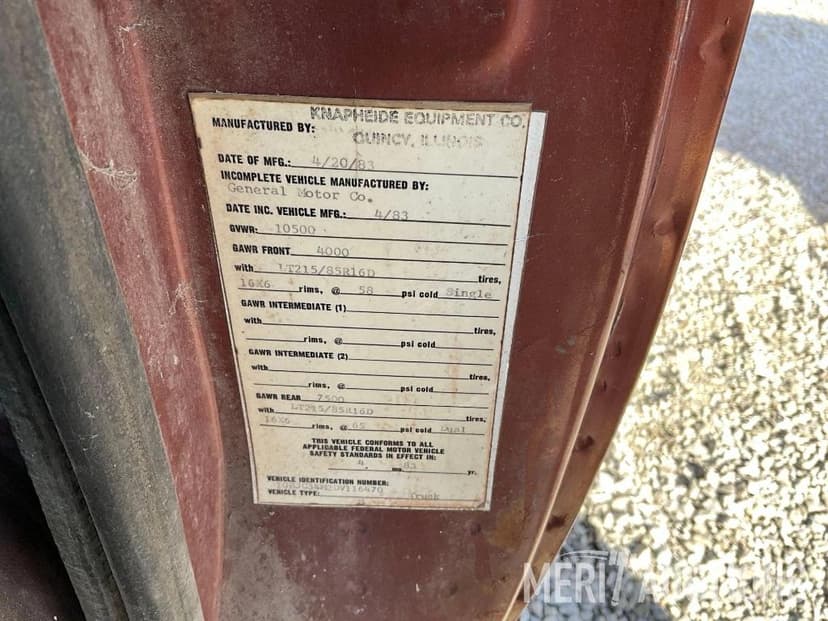 KNAPHEIDE EQUIPMENT CO.
MANUFACTURED BY:
QUINCY, ILLINOIS
DATE OF MFG.: 4/20/83
INCOMPLETE VEHICLE MANUFACTURED BY:
General Motor Co.
DATE INC. VEHICLE MFG.: 4/83
GVWR: 10500
GAWR FRONT 4000
with LT215/85R16D tires,
16X6 rims, @ 58 psi cold Single
GAWR INTERMEDIATE (1)
with tires,
rims, @ psi cold
GAWR INTERMEDIATE (2)
with tires,
rims, @ psi cold
GAWR REAR 7500
with LT215/85R16D tires,
16X6 rims, @ 65 psi cold Dual
THIS VEHICLE CONFORMS TO ALL
APPLICABLE FEDERAL MOTOR VEHICLE
SAFETY STANDARDS IN EFFECT IN:
4 mo. 83 yr.
VEHICLE IDENTIFICATION NUMBER:
VEHICLE TYPE: Truck
MERIT AUCTIONS